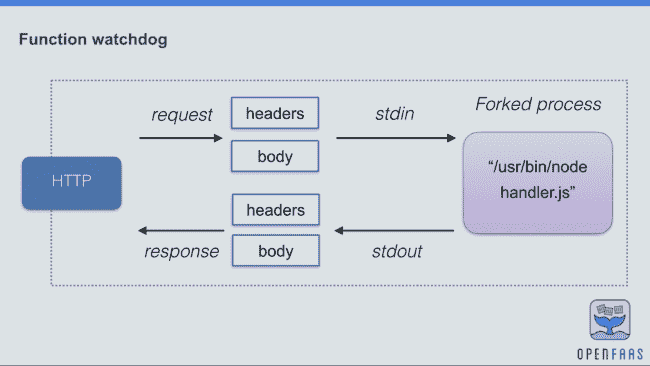 Function watchdog
request
headers
stdin
Forked process
body
HTTP
“/usr/bin/node
handler.js”
headers
response
body
stdout
OPENFAAS